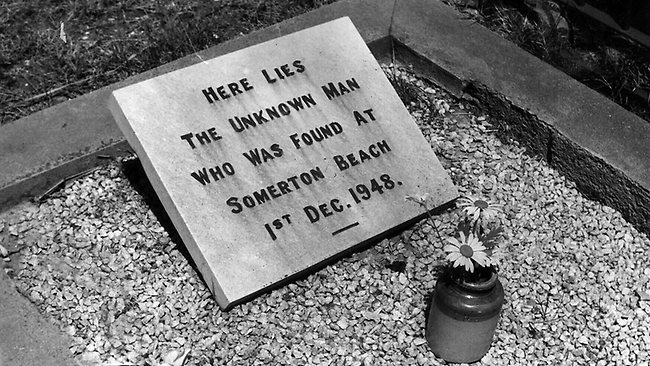 Here Lies
The Unknown Man
Who Was Found At
Somerton Beach
1st Dec. 1948.